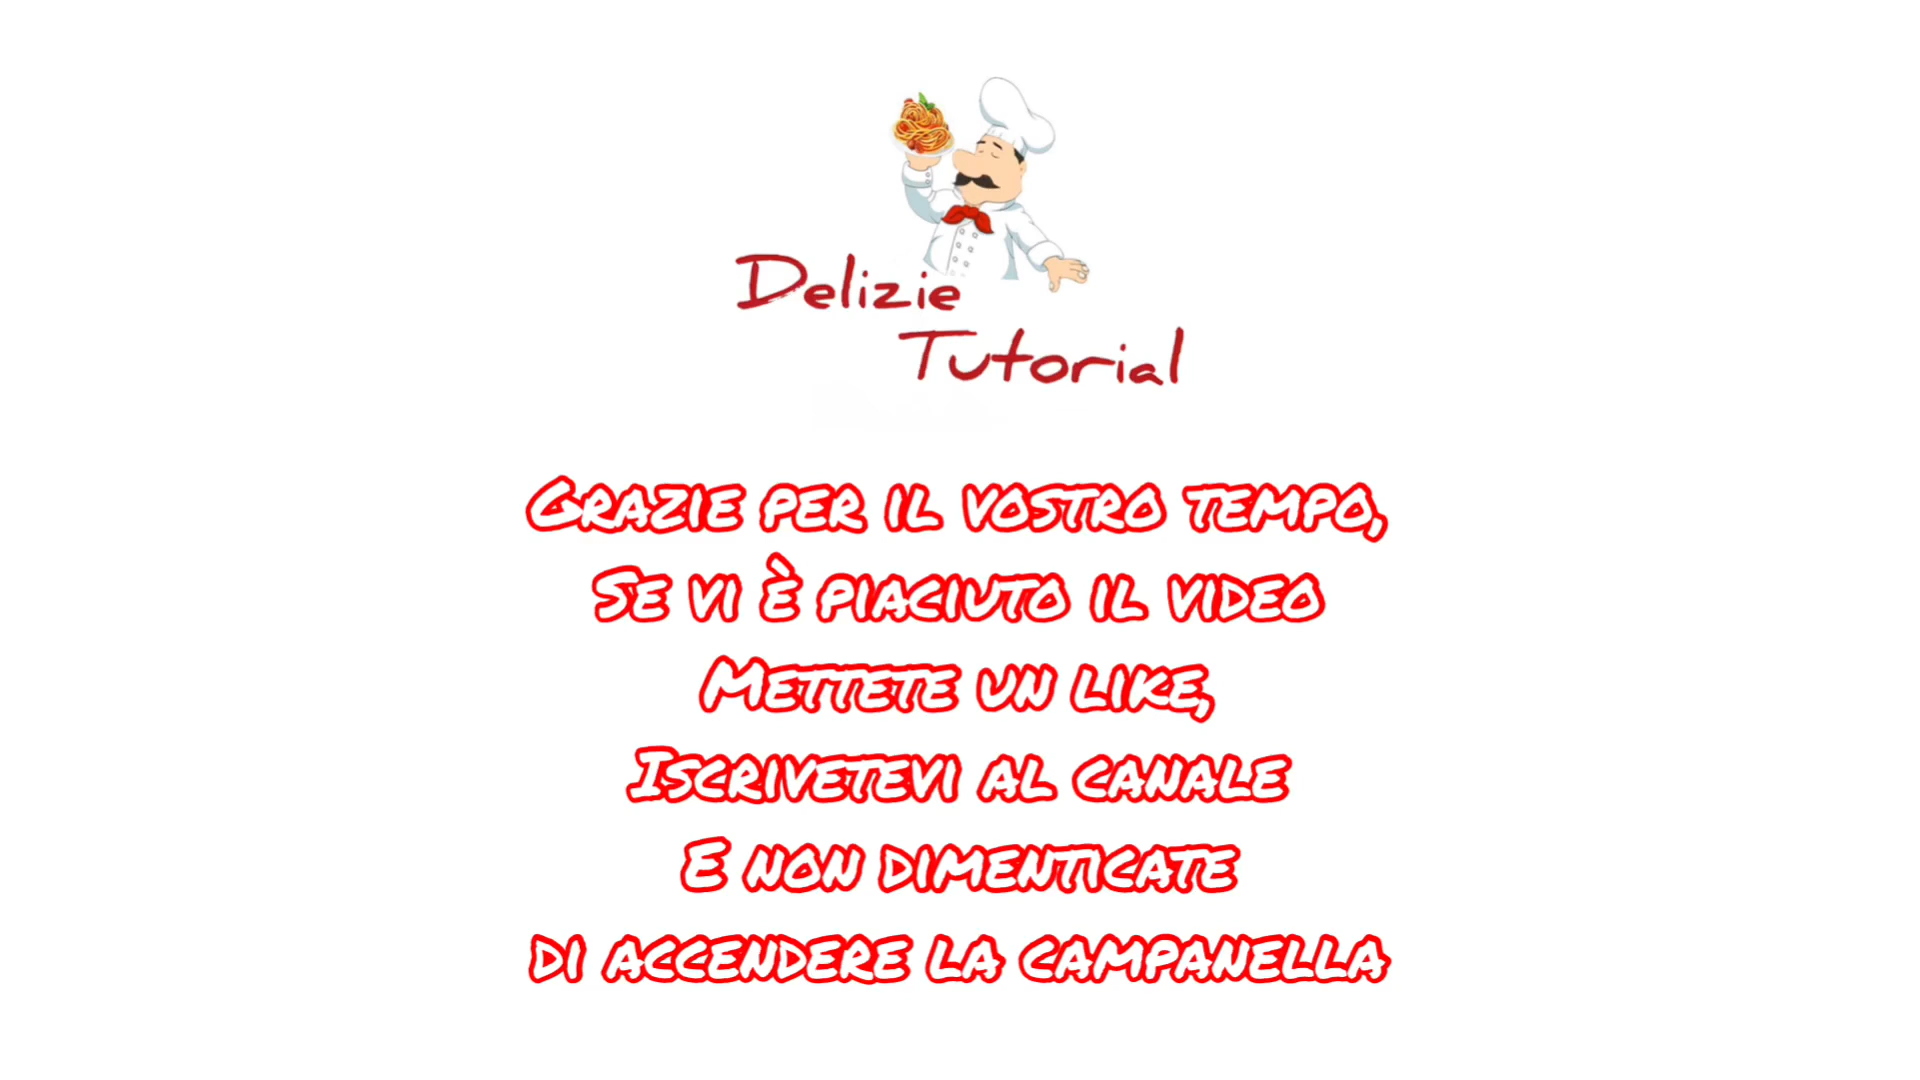 Delizie
Tutorial
Grazie per il vostro tempo,
Se vi è piaciuto il video
Mettete un like,
Iscrivetevi al canale
E non dimenticate
di accendere la campanella